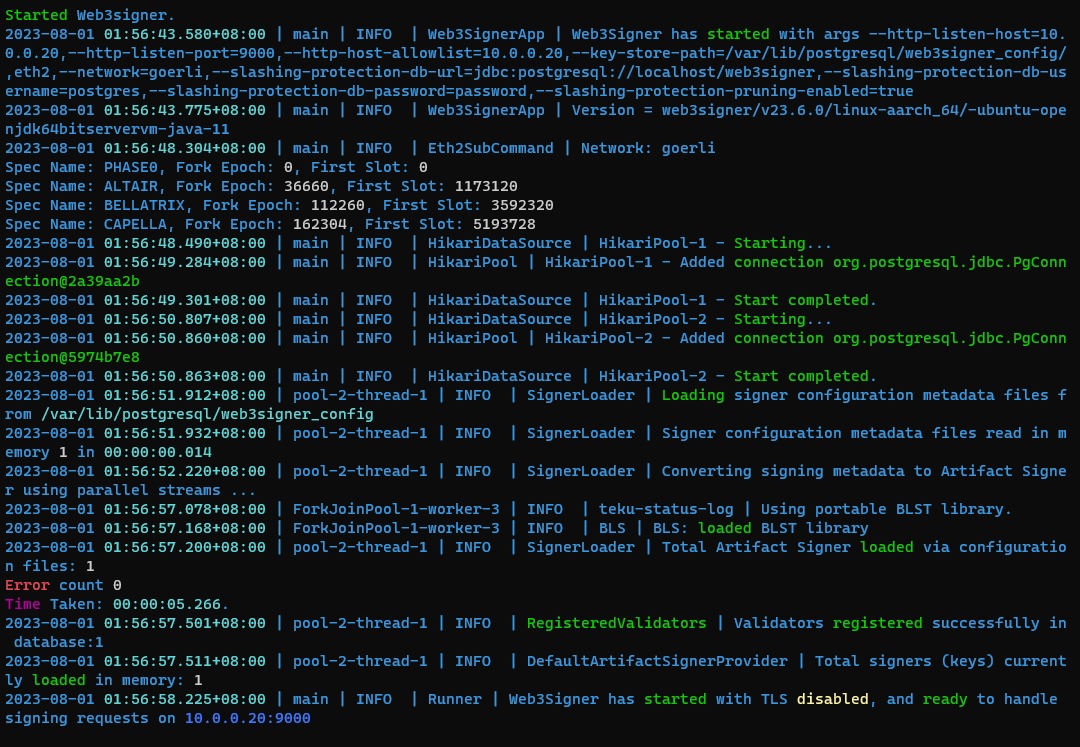 Started Web3signer.
2023-08-01 01:56:43.580+08:00 | main | INFO  | Web3SignerApp | Web3Signer has started with args --http-listen-host=10.
0.0.20,--http-listen-port=9000,--http-host-allowlist=10.0.0.20,--key-store-path=/var/lib/postgresql/web3signer_config/
,eth2,--network=goerli,--slashing-protection-db-url=jdbc:postgresql://localhost/web3signer,--slashing-protection-db-us
ername=postgres,--slashing-protection-db-password=password,--slashing-protection-pruning-enabled=true
2023-08-01 01:56:43.775+08:00 | main | INFO  | Web3SignerApp | Version = web3signer/v23.6.0/linux-aarch_64/-ubuntu-ope
njdk64bitservervm-java-11
2023-08-01 01:56:48.304+08:00 | main | INFO  | Eth2SubCommand | Network: goerli
Spec Name: PHASE0, Fork Epoch: 0, First Slot: 0
Spec Name: ALTAIR, Fork Epoch: 36660, First Slot: 1173120
Spec Name: BELLATRIX, Fork Epoch: 112260, First Slot: 3592320
Spec Name: CAPELLA, Fork Epoch: 162304, First Slot: 5193728
2023-08-01 01:56:48.490+08:00 | main | INFO  | HikariDataSource | HikariPool-1 - Starting...
2023-08-01 01:56:49.284+08:00 | main | INFO  | HikariPool | HikariPool-1 - Added connection org.postgresql.jdbc.PgConn
ection@2a39aa2b
2023-08-01 01:56:49.301+08:00 | main | INFO  | HikariDataSource | HikariPool-1 - Start completed.
2023-08-01 01:56:50.807+08:00 | main | INFO  | HikariDataSource | HikariPool-2 - Starting...
2023-08-01 01:56:50.860+08:00 | main | INFO  | HikariPool | HikariPool-2 - Added connection org.postgresql.jdbc.PgConn
ection@5974b7e8
2023-08-01 01:56:50.863+08:00 | main | INFO  | HikariDataSource | HikariPool-2 - Start completed.
2023-08-01 01:56:51.912+08:00 | pool-2-thread-1 | INFO  | SignerLoader | Loading signer configuration metadata files f
rom /var/lib/postgresql/web3signer_config
2023-08-01 01:56:51.932+08:00 | pool-2-thread-1 | INFO  | SignerLoader | Signer configuration metadata files read in m
emory 1 in 00:00:00.014
2023-08-01 01:56:52.220+08:00 | pool-2-thread-1 | INFO  | SignerLoader | Converting signing metadata to Artifact Signe
r using parallel streams ...
2023-08-01 01:56:57.078+08:00 | ForkJoinPool-1-worker-3 | INFO  | teku-status-log | Using portable BLST library.
2023-08-01 01:56:57.168+08:00 | ForkJoinPool-1-worker-3 | INFO  | BLS | BLS: loaded BLST library
2023-08-01 01:56:57.200+08:00 | pool-2-thread-1 | INFO  | SignerLoader | Total Artifact Signer loaded via configuratio
n files: 1
Error count 0
Time Taken: 00:00:05.266.
2023-08-01 01:56:57.501+08:00 | pool-2-thread-1 | INFO  | RegisteredValidators | Validators registered successfully in
 database:1
2023-08-01 01:56:57.511+08:00 | pool-2-thread-1 | INFO  | DefaultArtifactSignerProvider | Total signers (keys) current
ly loaded in memory: 1
2023-08-01 01:56:58.225+08:00 | main | INFO  | Runner | Web3Signer has started with TLS disabled, and ready to handle
signing requests on 10.0.0.20:9000